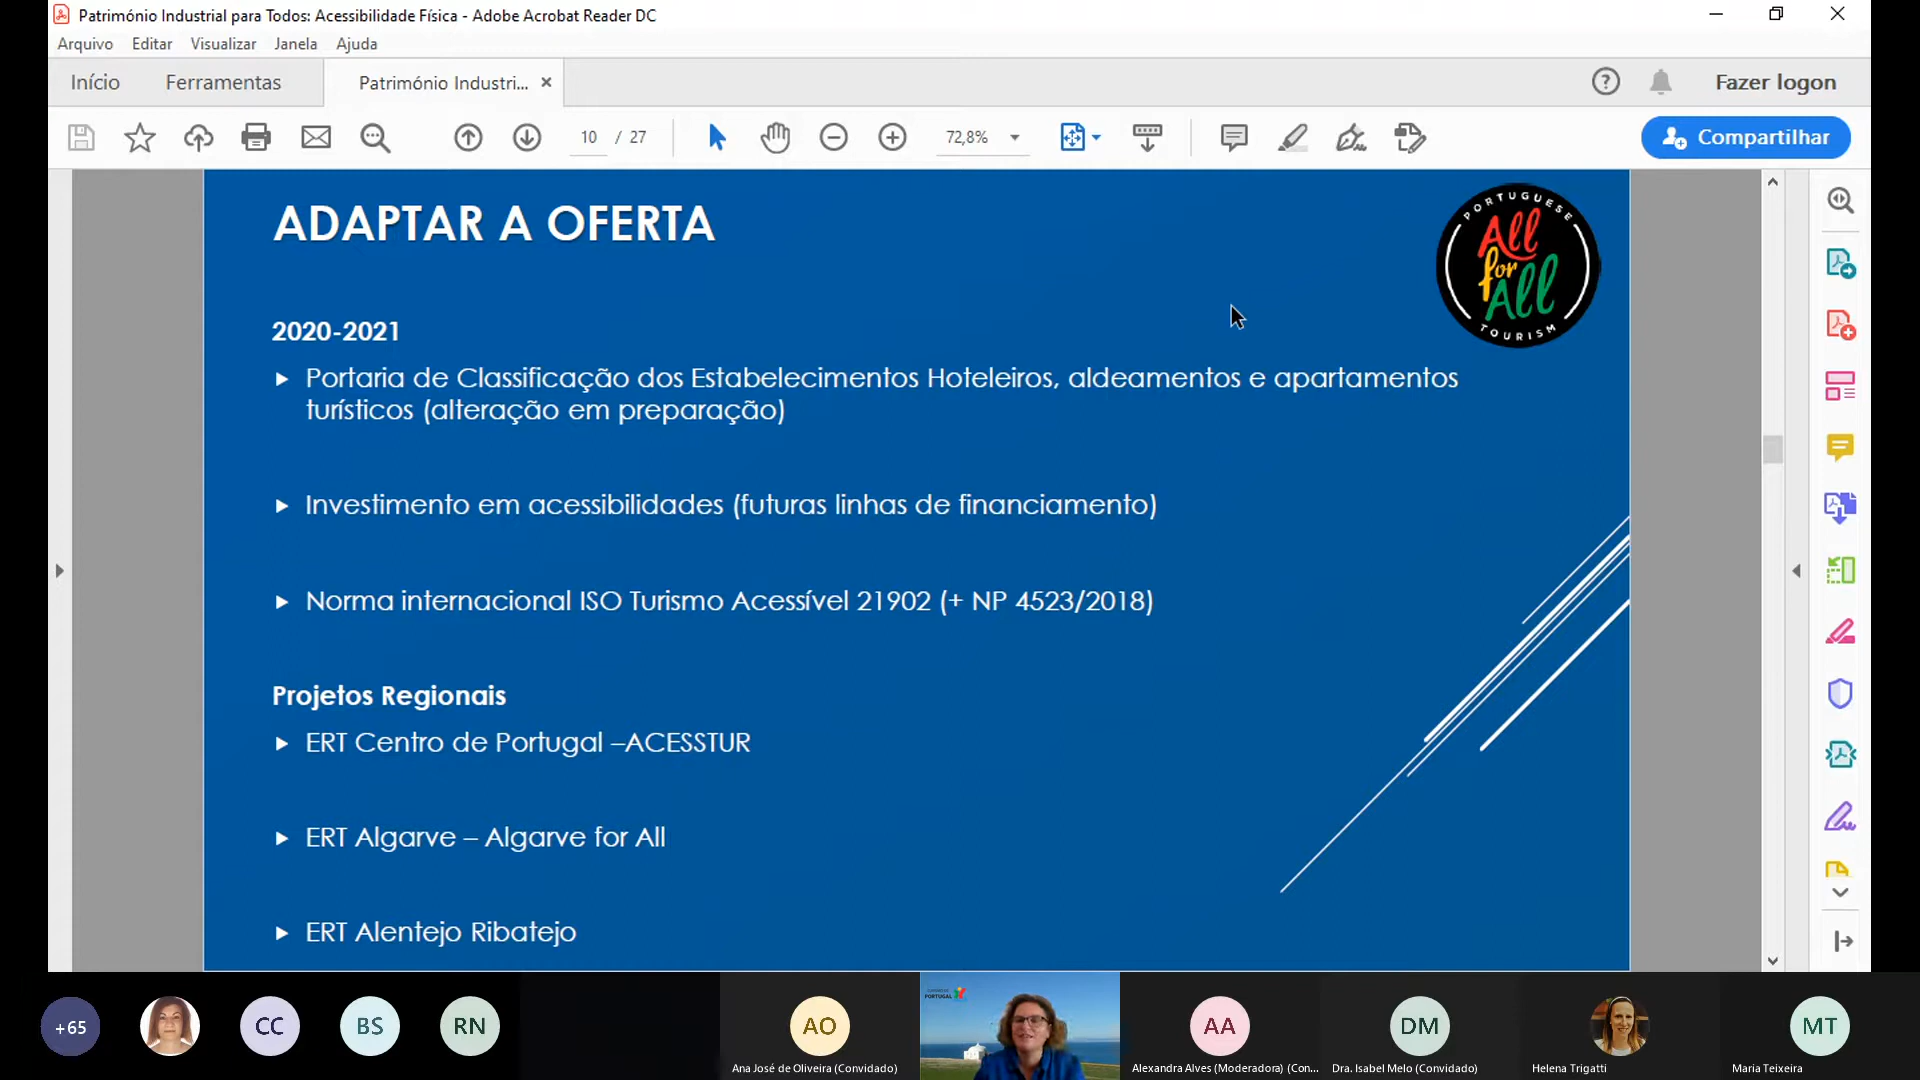 Património Industrial para Todos: Acessibilidade Física - Adobe Acrobat Reader DC
Arquivo Editar Visualizar Janela Ajuda
Início Ferramentas Património Industri...
Fazer logon
10 / 27
72,8%
Compartilhar
ADAPTAR A OFERTA
PORTUGUESE
All
for
All
TOURISM
2020-2021
Portaria de Classificação dos Estabelecimentos Hoteleiros, aldeamentos e apartamentos
turísticos (alteração em preparação)
Investimento em acessibilidades (futuras linhas de financiamento)
Norma internacional ISO Turismo Acessível 21902 (+ NP 4523/2018)
Projetos Regionais
ERT Centro de Portugal –ACESSTUR
ERT Algarve – Algarve for All
ERT Alentejo Ribatejo
+65
CC
BS
RN
AO
PORTUGAL
AA
DM
MT
Ana José de Oliveira (Convidado)
Alexandra Alves (Moderadora) (Con...
Dra. Isabel Melo (Convidado)
Helena Trigatti
Maria Teixeira